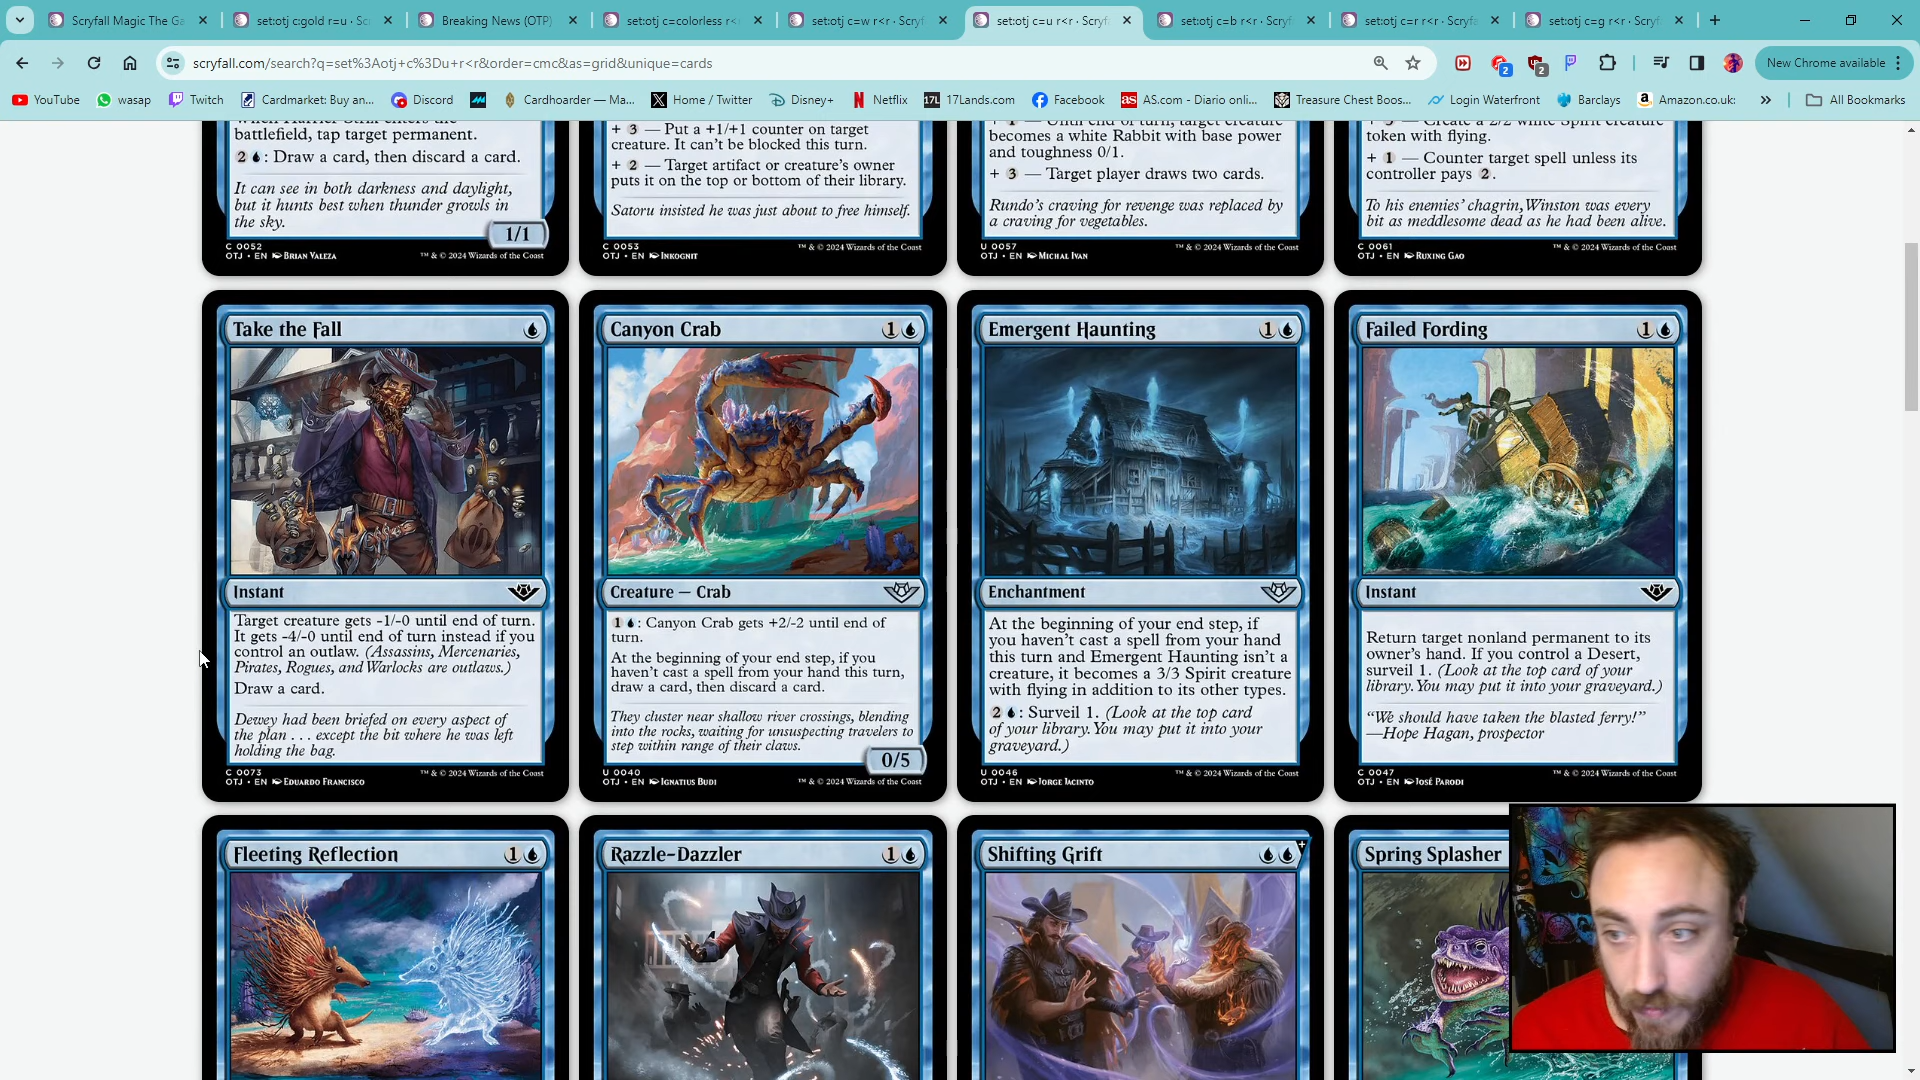 Scryfall Magic The Ga
set:otj c:gold r=u · Sc
Breaking News (OTP)
set:otj c=colorless r<
set:otj c=w r<r · Scryf
set:otj c=u r<r · Scryf
set:otj c=b r<r · Scryf
set:otj c=r r<r · Scryfa
set:otj c=g r<r · Scryf
scryfall.com/search?q=set%3Aotj+c%3Du+r<r&order=cmc&as=grid&unique=cards
2
2
New Chrome available
YouTube
wasap
Twitch
Cardmarket: Buy an...
Discord
Cardhoarder — Ma...
Home / Twitter
Disney+
Netflix
17L
17Lands.com
Facebook
as
AS.com - Diario onli...
Treasure Chest Boos...
Login Waterfront
Barclays
Amazon.co.uk:
All Bookmarks
battlefield, tap target permanent.
2: Draw a card, then discard a card.
It can see in both darkness and daylight,
but it hunts best when thunder growls in
the sky.
1/1
C 0052
OTJ • EN Brian Valeza
™ & © 2024 Wizards of the Coast
+ 3 — Put a +1/+1 counter on target
creature. It can't be blocked this turn.
+ 2 — Target artifact or creature's owner
puts it on the top or bottom of their library.
Satoru insisted he was just about to free himself.
C 0053
OTJ • EN Inkognit
™ & © 2024 Wizards of the Coast
+ 1 — Until end of turn, target creature
becomes a white Rabbit with base power
and toughness 0/1.
+ 3 — Target player draws two cards.
Rundo's craving for revenge was replaced by
a craving for vegetables.
U 0057
OTJ • EN Michal Ivan
™ & © 2024 Wizards of the Coast
token with flying.
+ 1 — Counter target spell unless its
controller pays 2.
To his enemies' chagrin, Winston was every
bit as meddlesome dead as he had been alive.
C 0061
OTJ • EN Ruxing Gao
™ & © 2024 Wizards of the Coast
Take the Fall
Instant
Target creature gets -1/-0 until end of turn.
It gets -4/-0 until end of turn instead if you
control an outlaw. (Assassins, Mercenaries,
Pirates, Rogues, and Warlocks are outlaws.)
Draw a card.
Dewey had been briefed on every aspect of
the plan . . . except the bit where he was left
holding the bag.
C 0073
OTJ • EN Eduardo Francisco
™ & © 2024 Wizards of the Coast
Canyon Crab 1
Creature — Crab
1: Canyon Crab gets +2/-2 until end of
turn.
At the beginning of your end step, if you
haven't cast a spell from your hand this turn,
draw a card, then discard a card.
They cluster near shallow river crossings, blending
into the rocks, waiting for unsuspecting travelers to
step within range of their claws.
0/5
U 0040
OTJ • EN Ignatius Budi
™ & © 2024 Wizards of the Coast
Emergent Haunting 1
Enchantment
At the beginning of your end step, if
you haven't cast a spell from your hand
this turn and Emergent Haunting isn't a
creature, it becomes a 3/3 Spirit creature
with flying in addition to its other types.
2: Surveil 1. (Look at the top card
of your library. You may put it into your
graveyard.)
U 0046
OTJ • EN Jorge Jacinto
™ & © 2024 Wizards of the Coast
Failed Fording 1
Instant
Return target nonland permanent to its
owner's hand. If you control a Desert,
surveil 1. (Look at the top card of your
library. You may put it into your graveyard.)
“We should have taken the blasted ferry!”
—Hope Hagan, prospector
C 0047
OTJ • EN José Parodi
™ & © 2024 Wizards of the Coast
Fleeting Reflection 1
Razzle-Dazzler 1
Shifting Grift
Spring Splasher